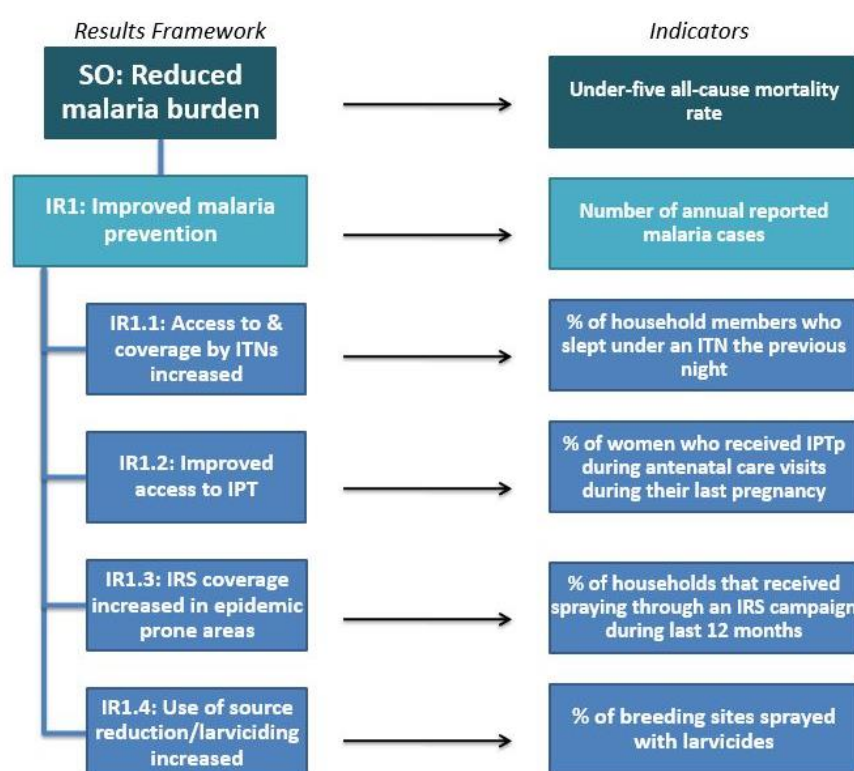 Results Framework
Indicators
SO: Reduced
malaria burden
Under-five all-cause mortality
rate
IR1: Improved malaria
prevention
Number of annual reported
malaria cases
IR1.1: Access to &
coverage by ITNs
increased
% of household members who
slept under an ITN the previous
night
IR1.2: Improved
access to IPT
% of women who received IPTp
during antenatal care visits
during their last pregnancy
IR1.3: IRS coverage
increased in epidemic
prone areas
% of households that received
spraying through an IRS campaign
during last 12 months
IR1.4: Use of source
reduction/larviciding
increased
% of breeding sites sprayed
with larvicides